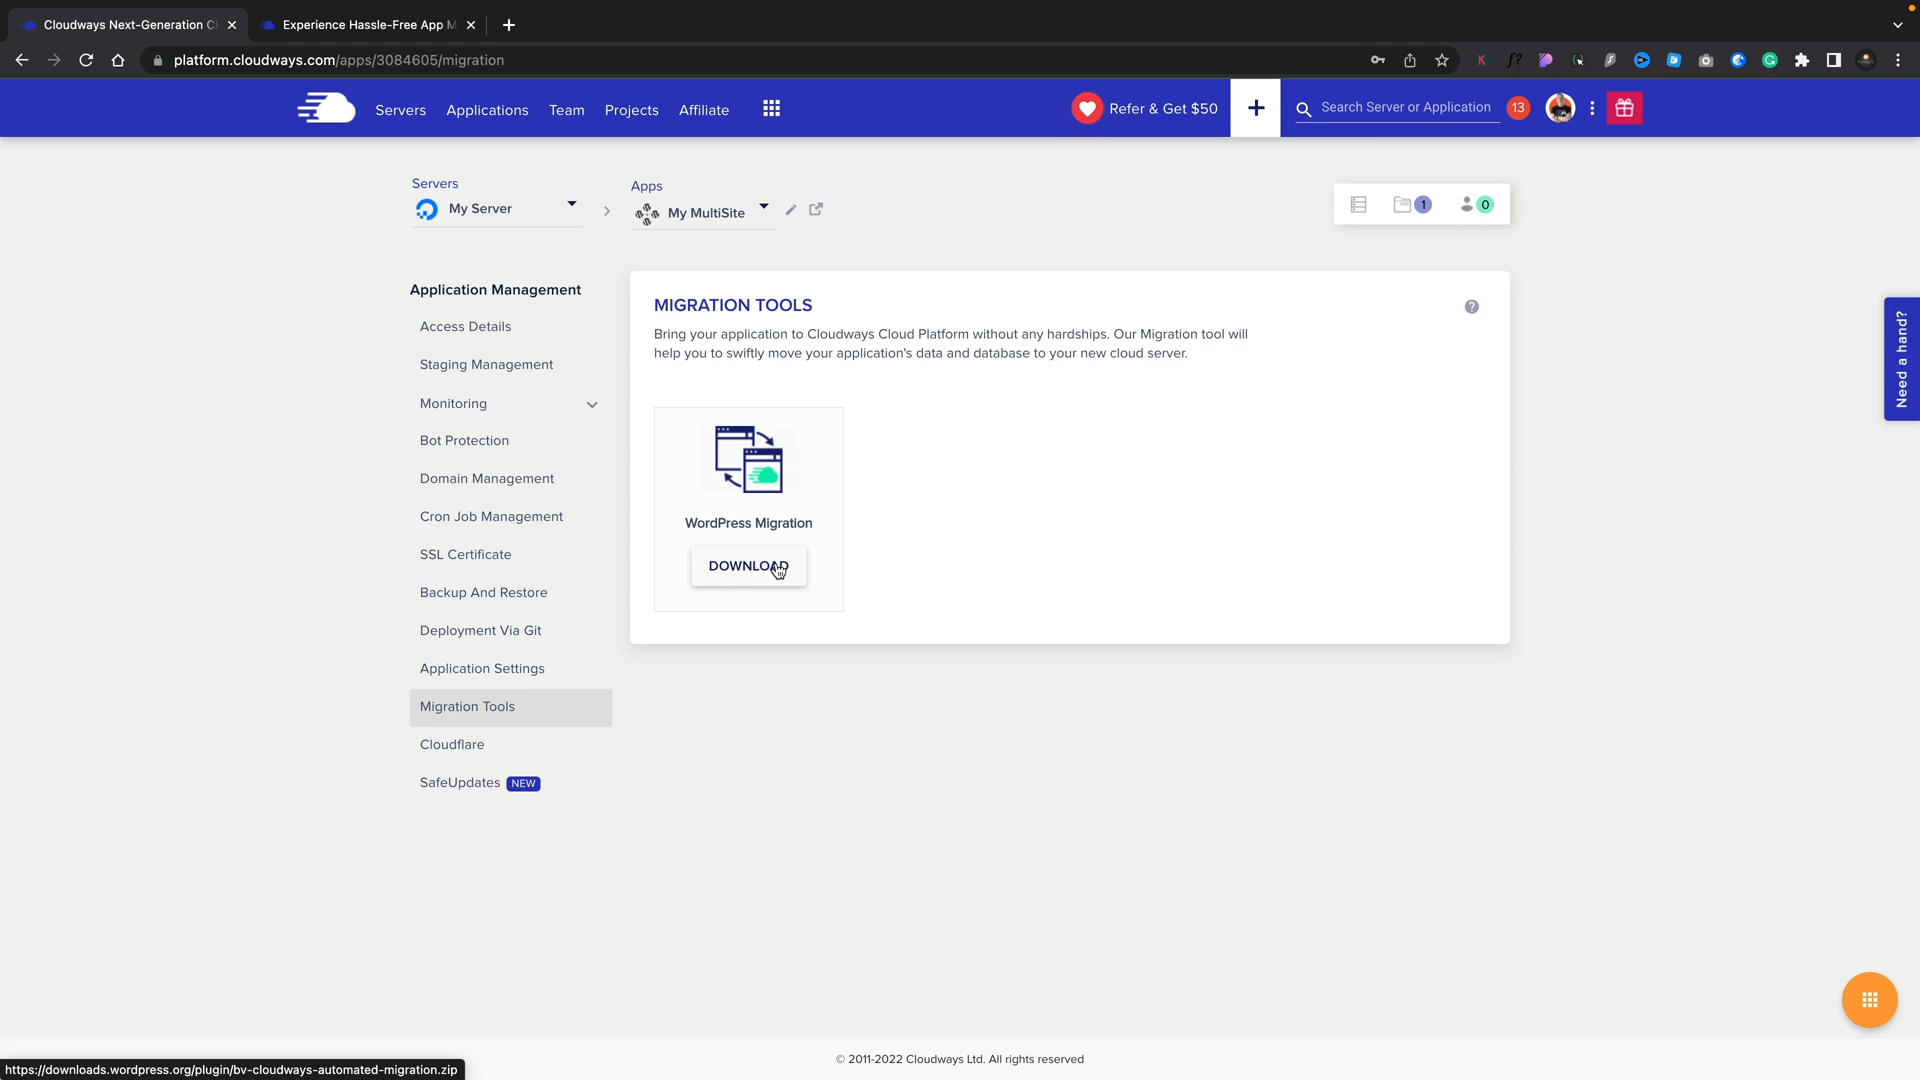 Cloudways Next-Generation Cl
Experience Hassle-Free App M
platform.cloudways.com/apps/3084605/migration
Servers
Applications
Team
Projects
Affiliate
Refer & Get $50
+
Search Server or Application
13
Servers
My Server
Apps
My MultiSite
1
0
Application Management
Access Details
Staging Management
Monitoring
Bot Protection
Domain Management
Cron Job Management
SSL Certificate
Backup And Restore
Deployment Via Git
Application Settings
Migration Tools
Cloudflare
SafeUpdates NEW
MIGRATION TOOLS
?
Bring your application to Cloudways Cloud Platform without any hardships. Our Migration tool will
help you to swiftly move your application's data and database to your new cloud server.
WordPress Migration
DOWNLOAD
Need a hand?
© 2011-2022 Cloudways Ltd. All rights reserved
https://downloads.wordpress.org/plugin/bv-cloudways-automated-migration.zip